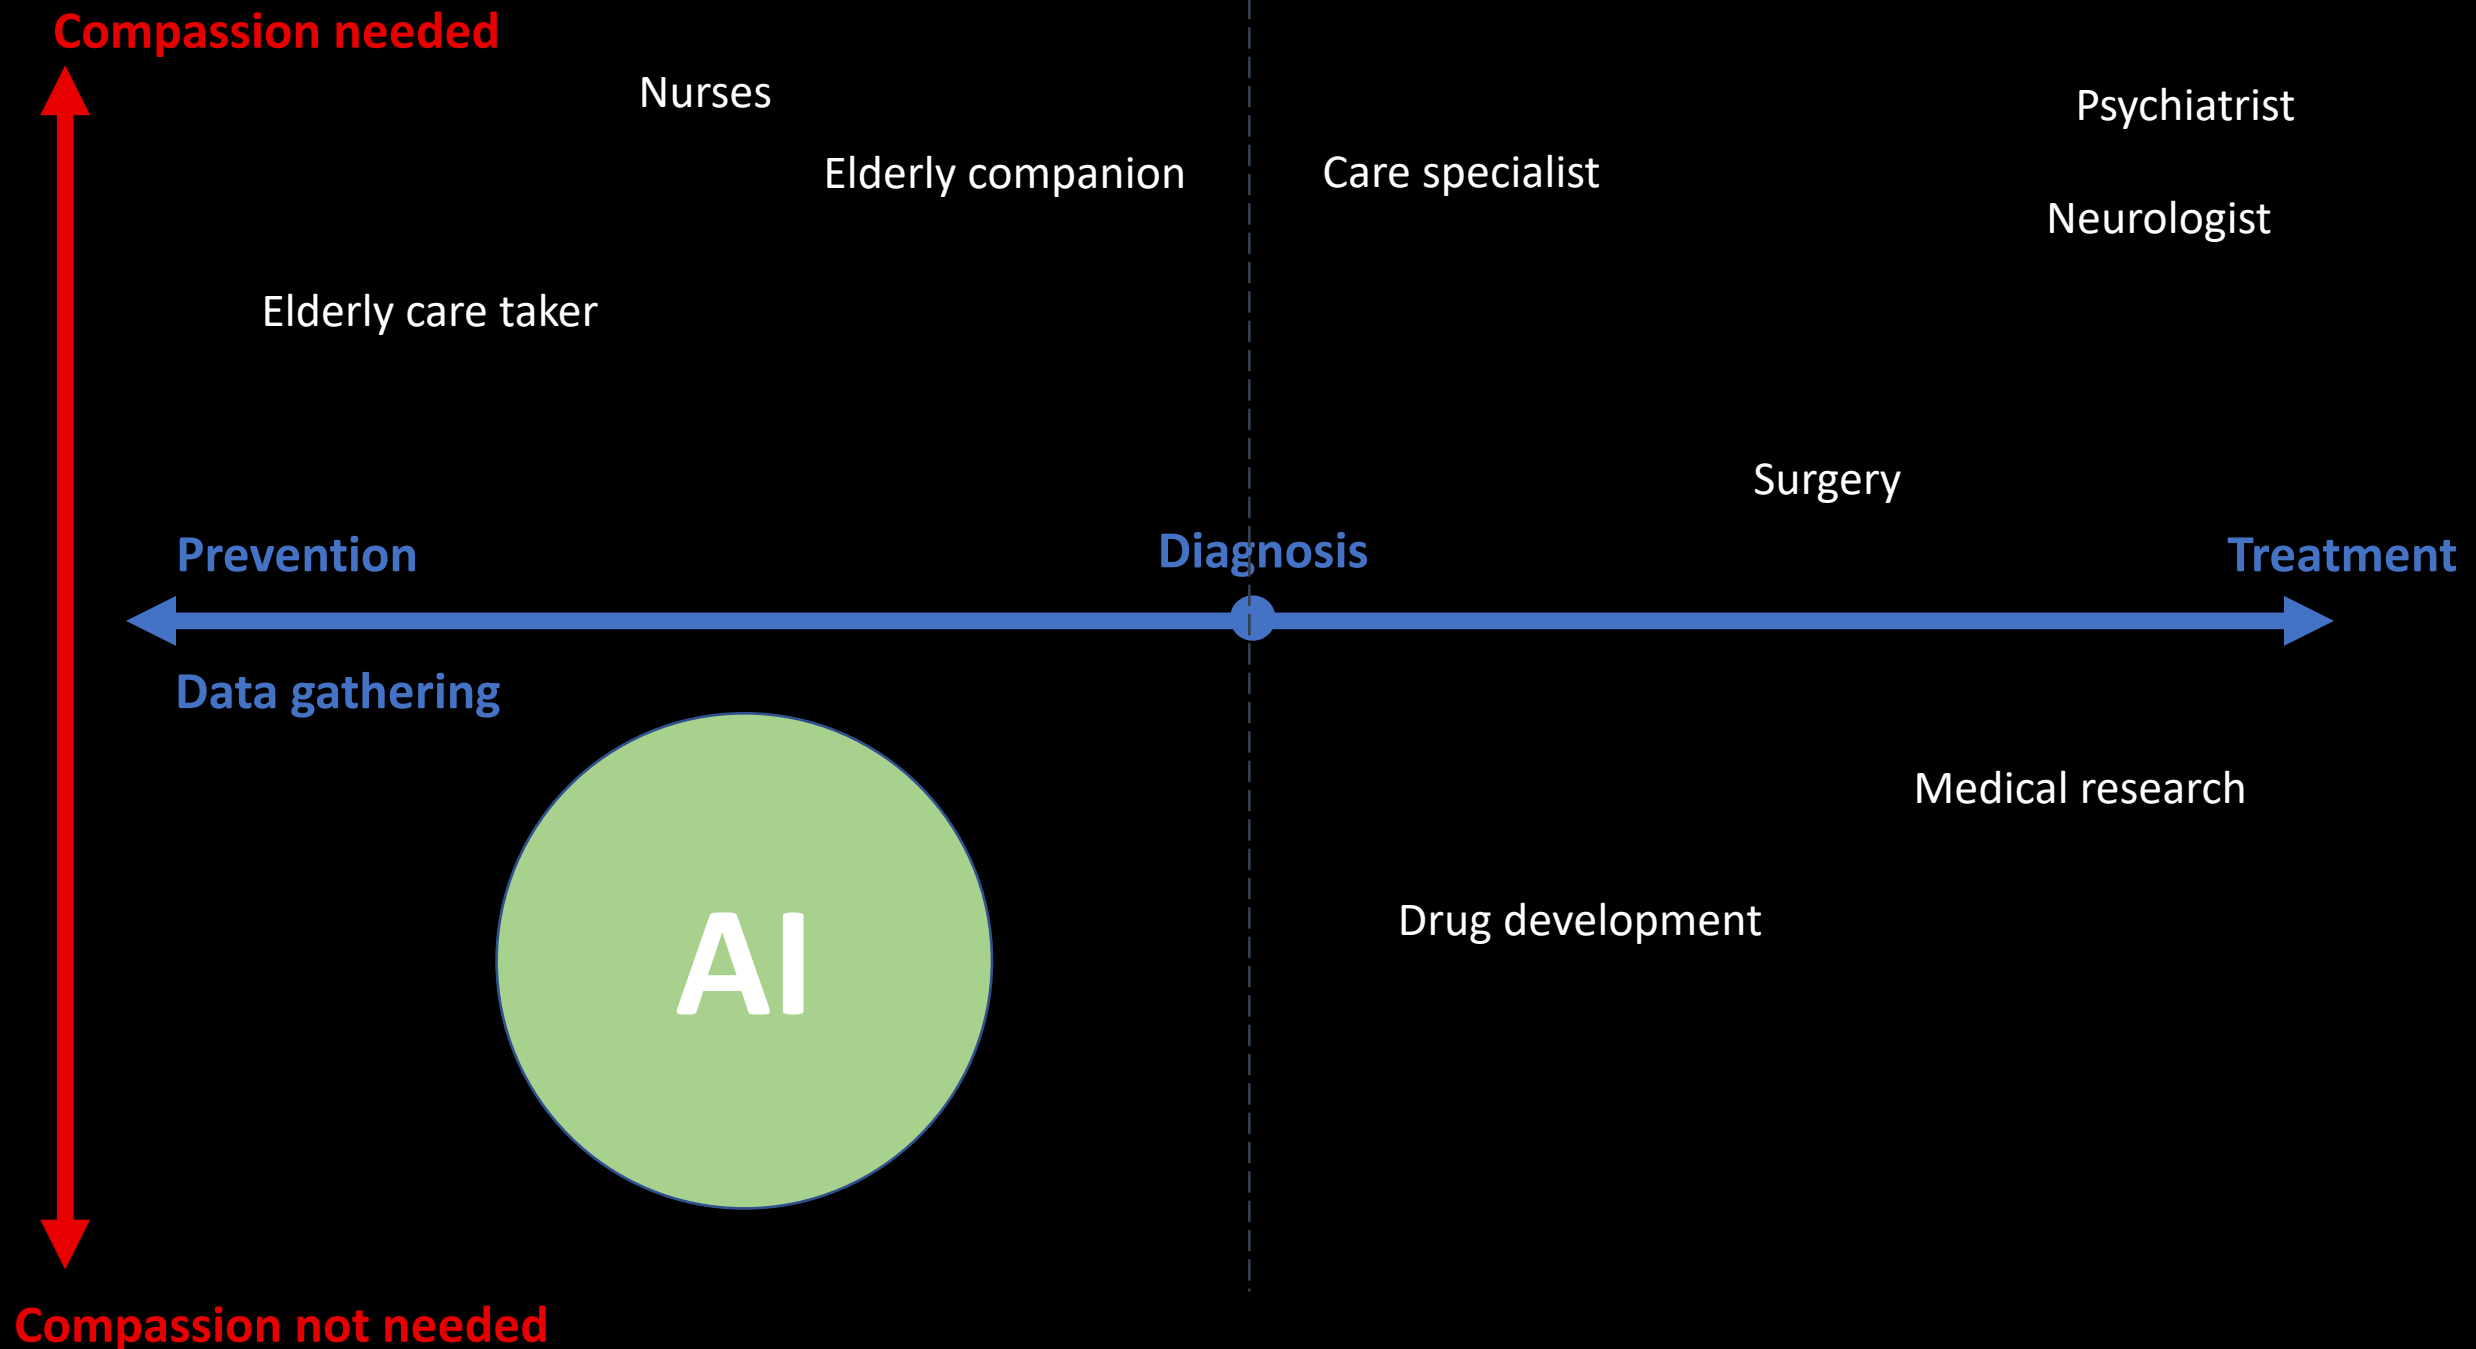 Compassion needed
Nurses
Psychiatrist
Elderly companion
Care specialist
Neurologist
Elderly care taker
Surgery
Prevention
Diagnosis
Treatment
Data gathering
Medical research
Drug development
AI
Compassion not needed